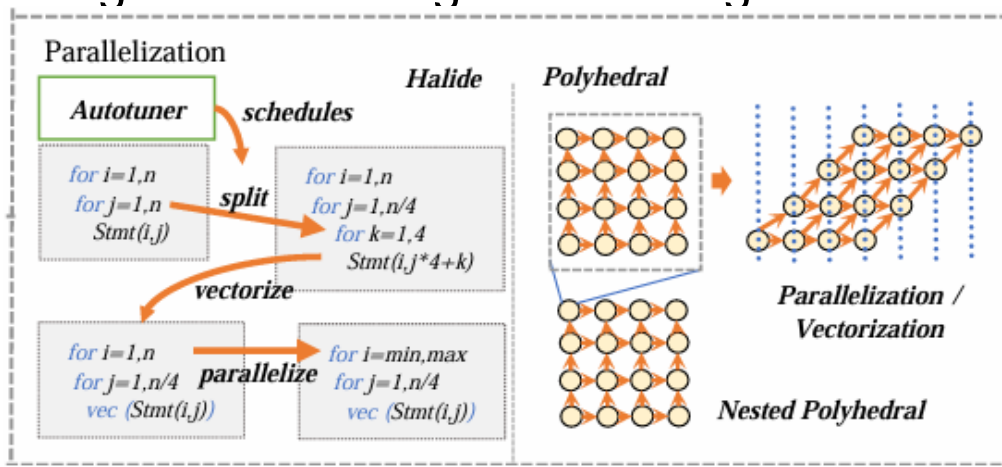 Parallelization
Autotuner
schedules
Halide
for i=1,n
for j=1,n
Stmt(i,j)
split
for i=1,n
for j=1,n/4
for k=1,4
Stmt(i,j*4+k)
vectorize
for i=1,n
for j=1,n/4
vec (Stmt(i,j))
parallelize
for i=min,max
for j=1,n/4
vec (Stmt(i,j))
Polyhedral
Parallelization /
Vectorization
Nested Polyhedral